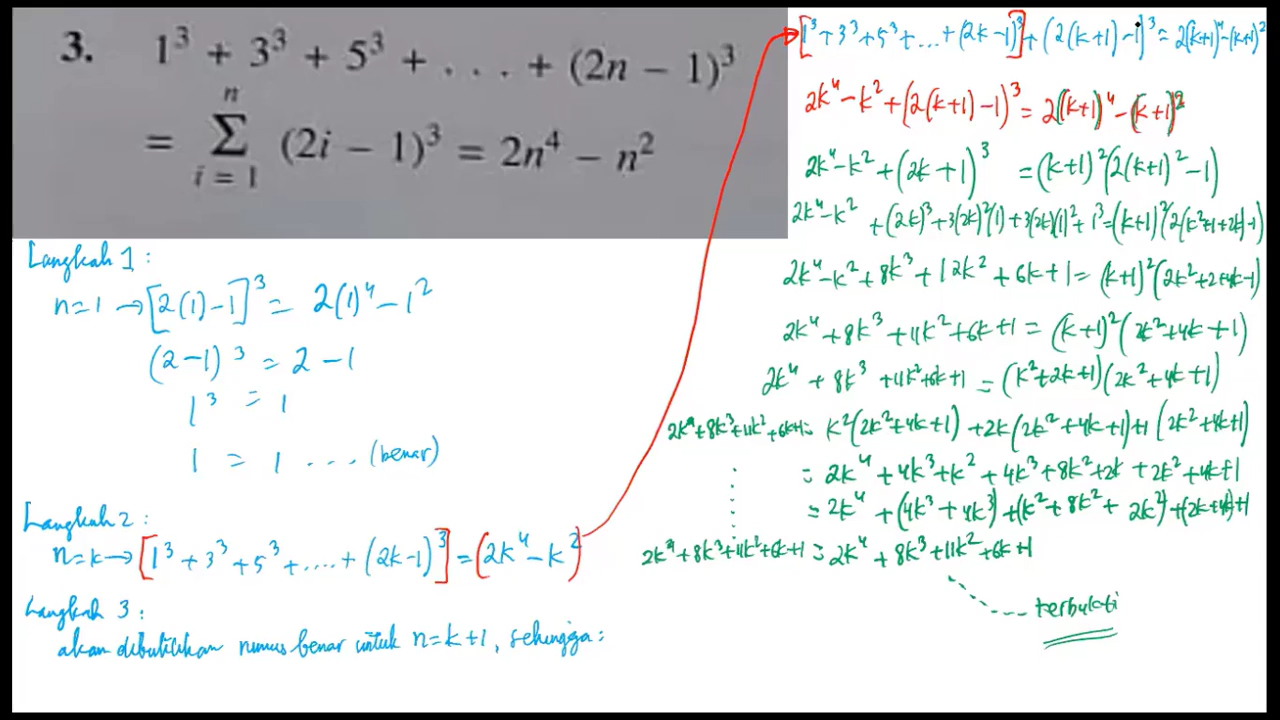 3. 1³ + 3³ + 5³ + . . . + (2n − 1)³
= ∑ᵢ₌₁ⁿ (2i − 1)³ = 2n⁴ − n²
Langkah 1 :
n=1 → [2(1)-1]³ = 2(1)⁴ - 1²
(2-1)³ = 2 - 1
1³ = 1
1 = 1 ... (benar)
Langkah 2 :
n=k → [1³ + 3³ + 5³ + .... + (2k-1)³] = (2k⁴ - k²)
Langkah 3 :
akan dibuktikan rumus benar untuk n=k+1, sehingga :
[1³ + 3³ + 5³ + ... + (2k-1)³] + (2(k+1) - 1)³ = 2(k+1)⁴ - (k+1)²
2k⁴ - k² + (2(k+1) - 1)³ = 2(k+1)⁴ - (k+1)²
2k⁴ - k² + (2k + 1)³ = (k+1)²(2(k+1)² - 1)
2k⁴ - k² + (2k)³ + 3(2k)²(1) + 3(2k)(1)² + 1³ = (k+1)²(2(k²+1+2k)-1)
2k⁴ - k² + 8k³ + 12k² + 6k + 1 = (k+1)²(2k²+2+4k-1)
2k⁴ + 8k³ + 11k² + 6k + 1 = (k+1)²(2k²+4k+1)
2k⁴ + 8k³ + 11k² + 6k + 1 = (k²+2k+1)(2k²+4k+1)
2k⁴+8k³+11k²+6k+1 = k²(2k²+4k+1) + 2k(2k²+4k+1) + 1(2k²+4k+1)
= 2k⁴ + 4k³ + k² + 4k³ + 8k² + 2k + 2k² + 4k + 1
= 2k⁴ + (4k³ + 4k³) + (k² + 8k² + 2k²) + (2k+4k) + 1
2k⁴+8k³+11k²+6k+1 = 2k⁴ + 8k³ + 11k² + 6k + 1
terbukti